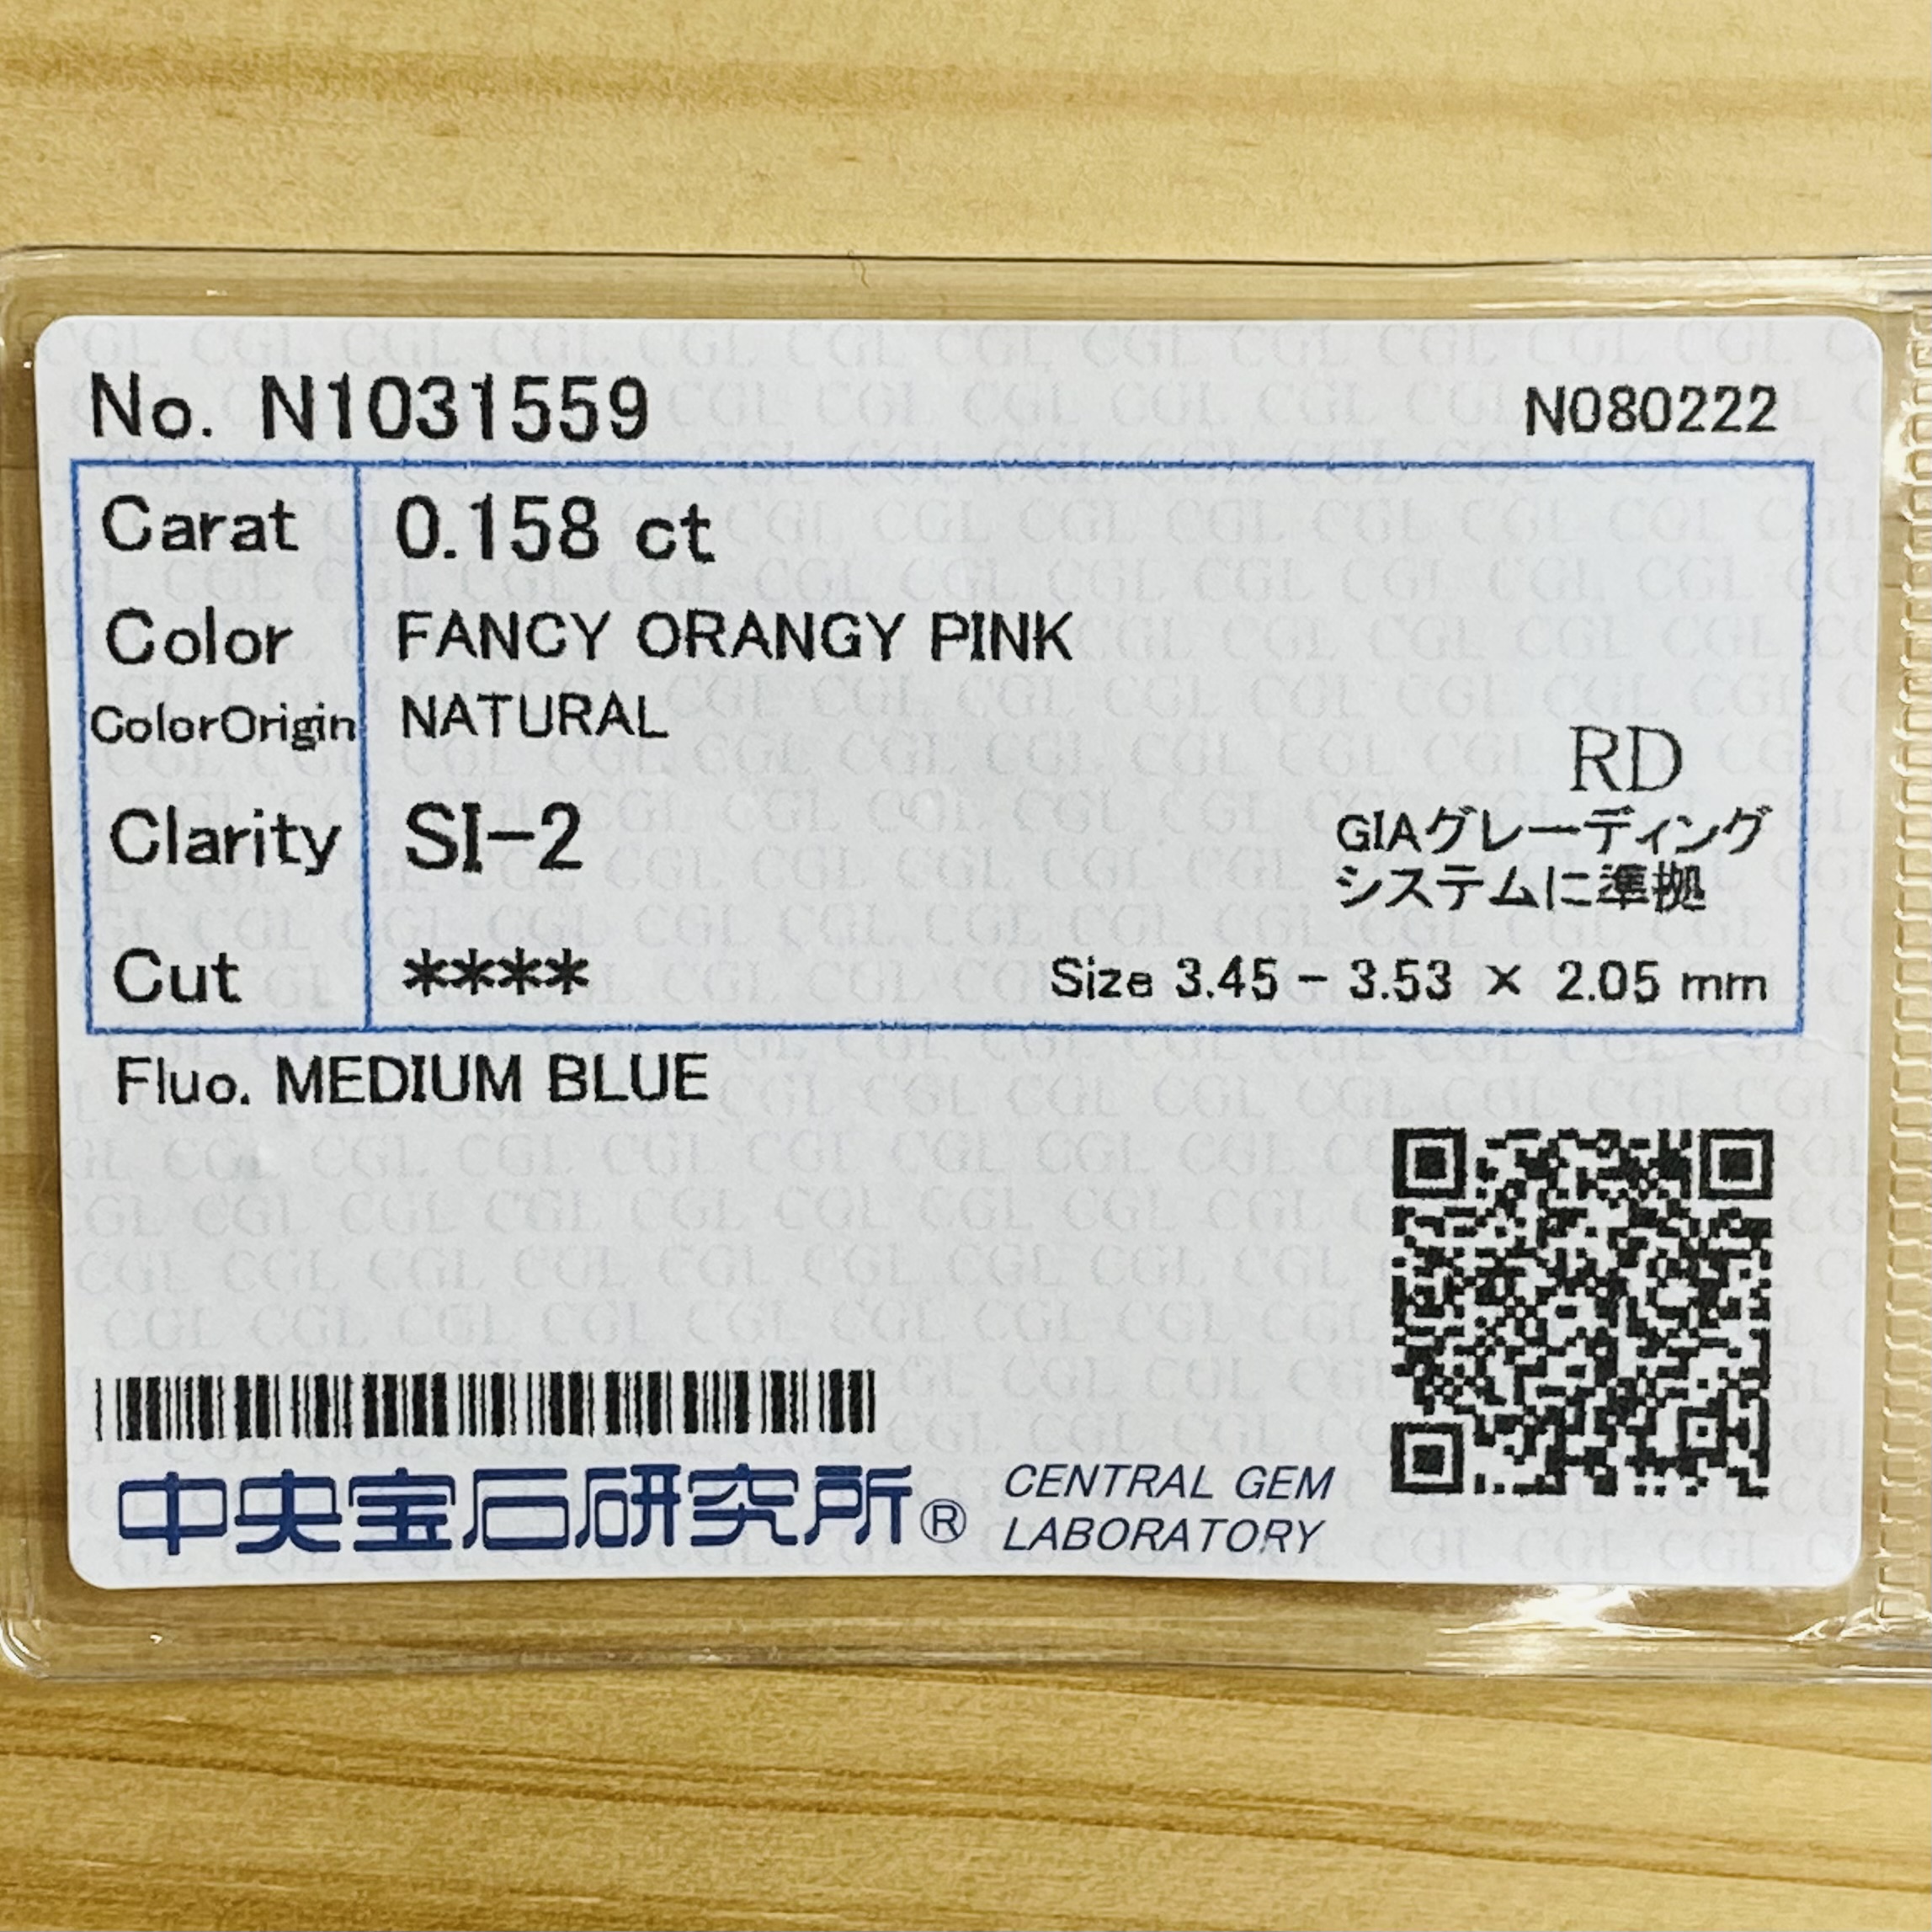 No. N1031559 N080222
Carat 0.158 ct
Color FANCY ORANGY PINK
ColorOrigin NATURAL
RD
Clarity SI-2
GIAグレーディング
システムに準拠
Cut **** Size 3.45 - 3.53 × 2.05 mm
Fluo. MEDIUM BLUE
中央宝石研究所® CENTRAL GEM
LABORATORY